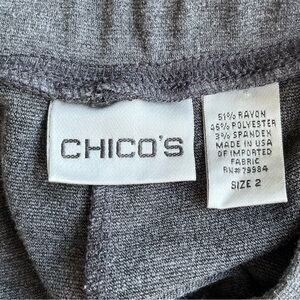 CHICO'S
51% RAYON
46% POLYESTER
3% SPANDEX
MADE IN USA
OF IMPORTED
FABRIC
RN# 79984
SIZE 2